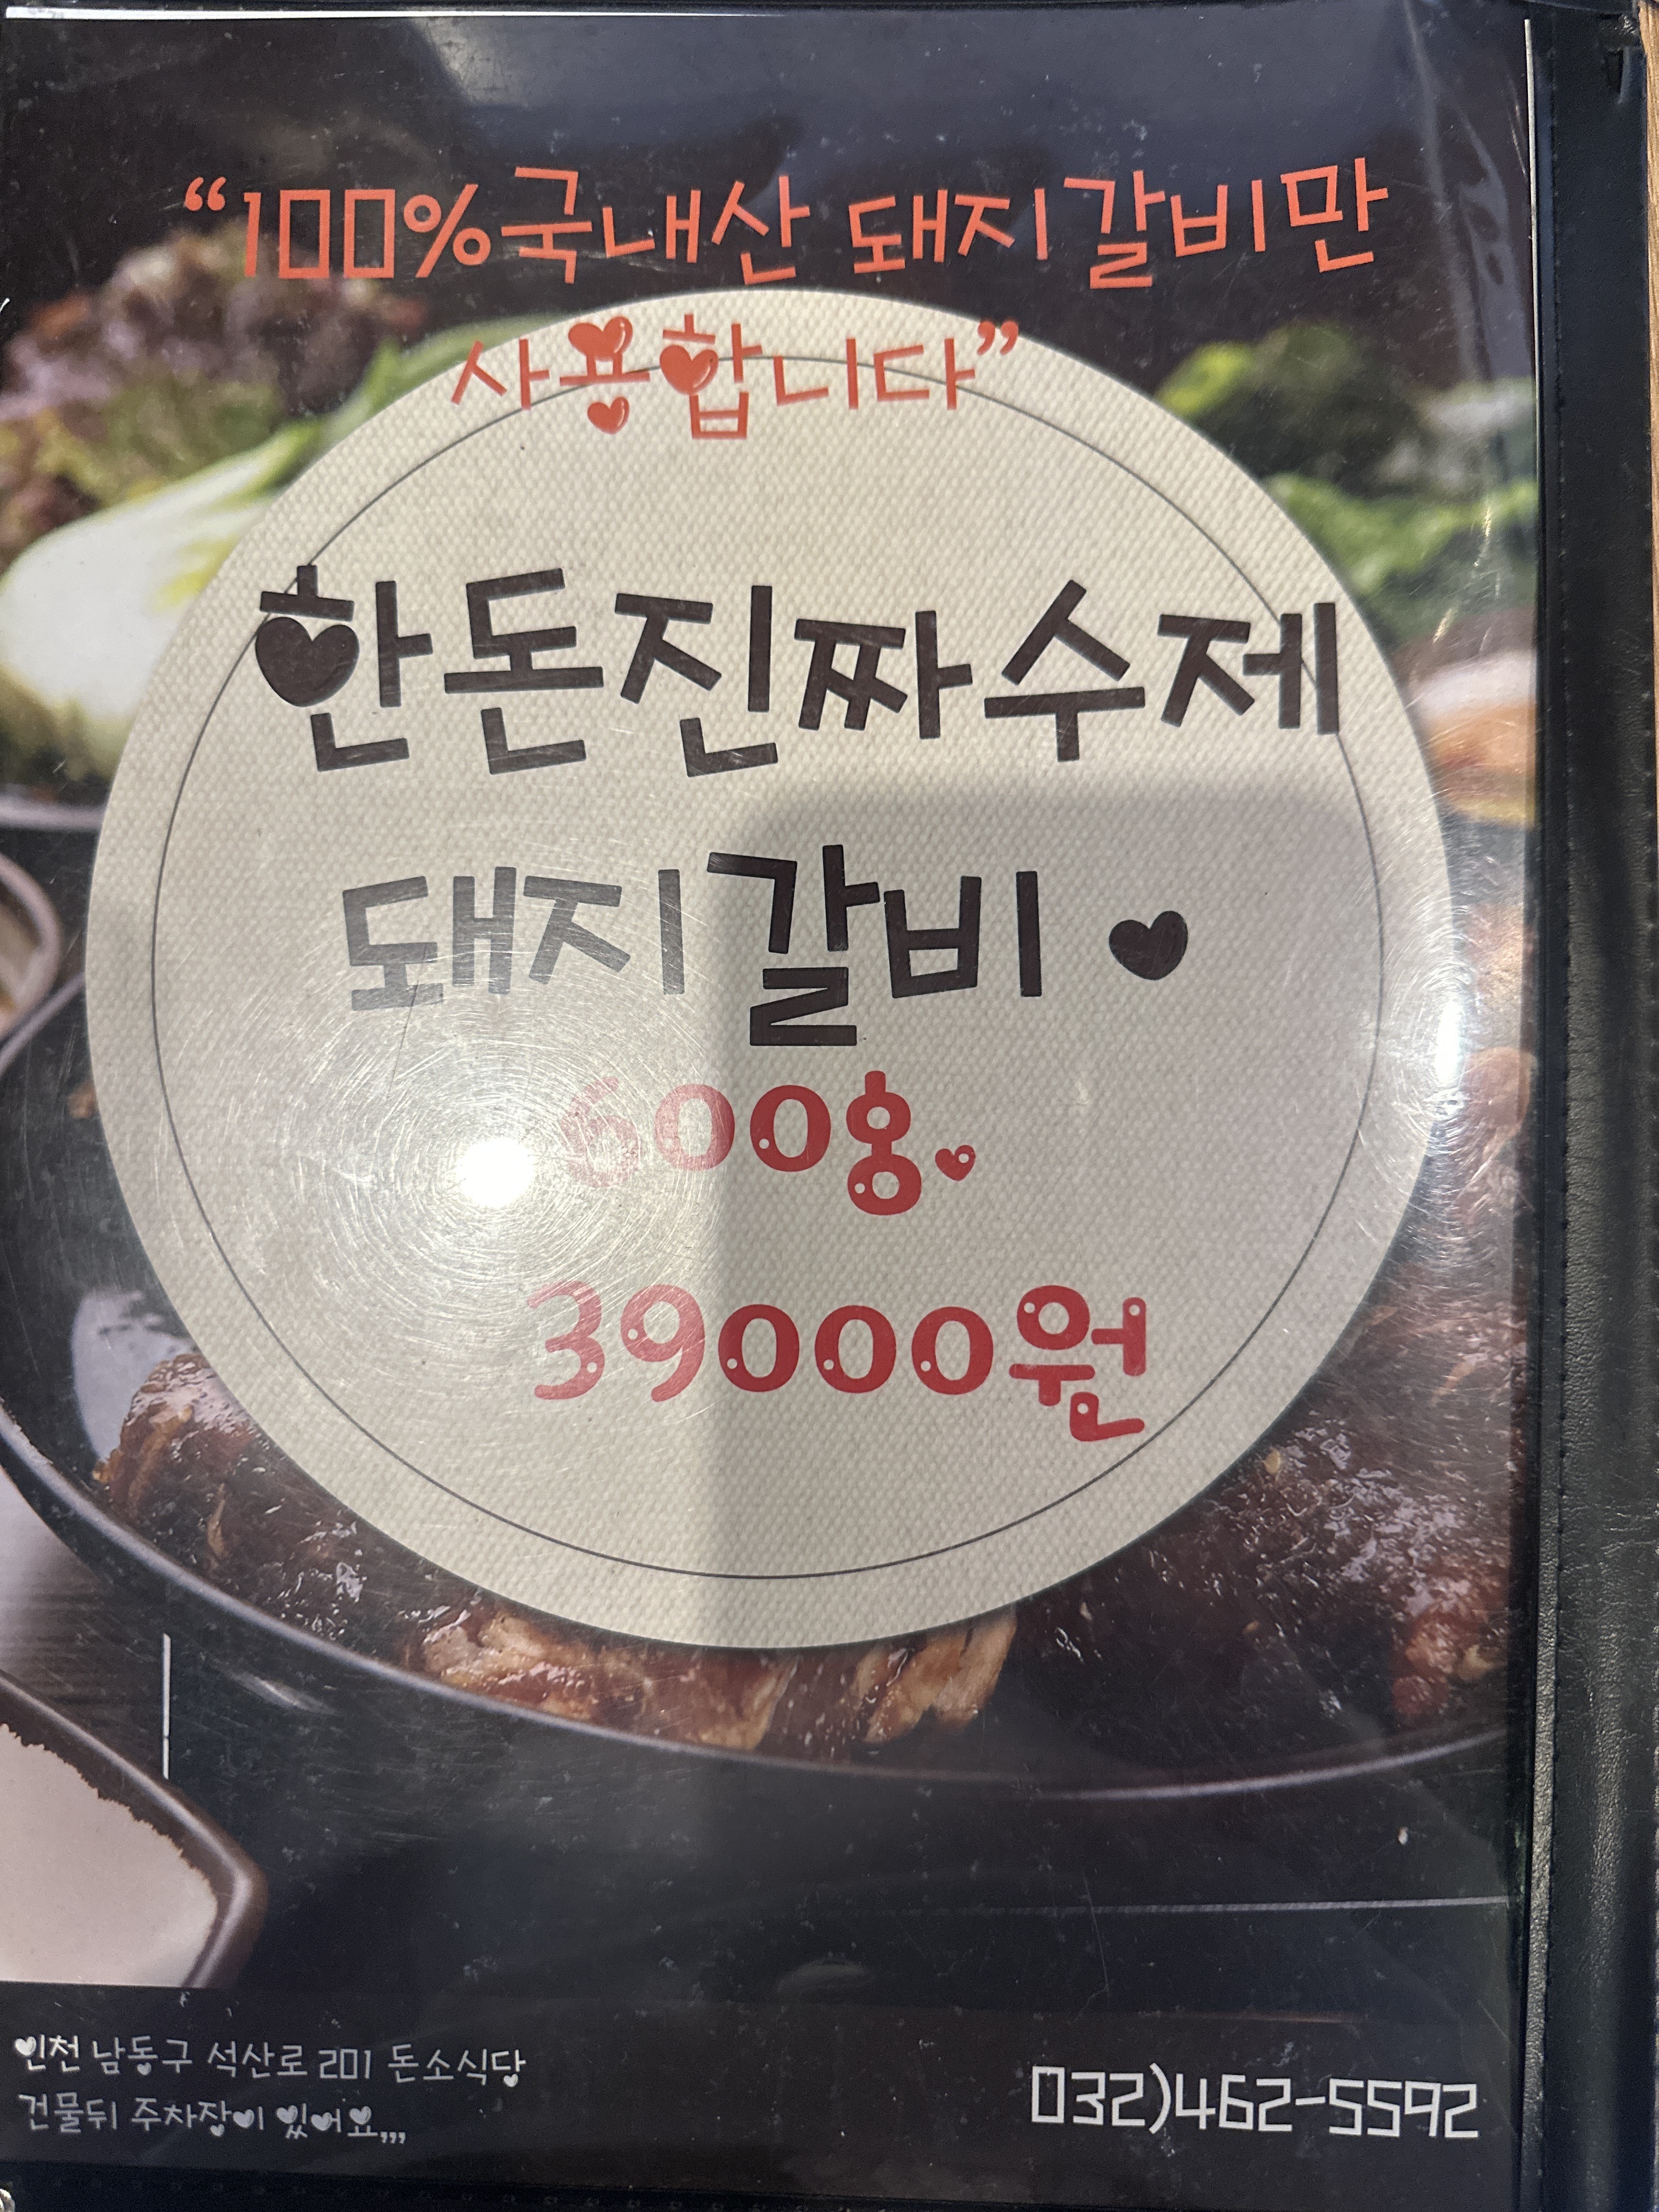 “100%국내산 돼지갈비만
사용합니다”
한돈진짜수제
돼지갈비
600g
39000원
인천 남동구 석산로 201 돈소식당
건물뒤 주차장이 있어요,,,
032)462-5592